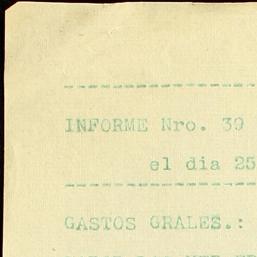 INFORME Nro. 39
el dia 25
GASTOS GRALES.: